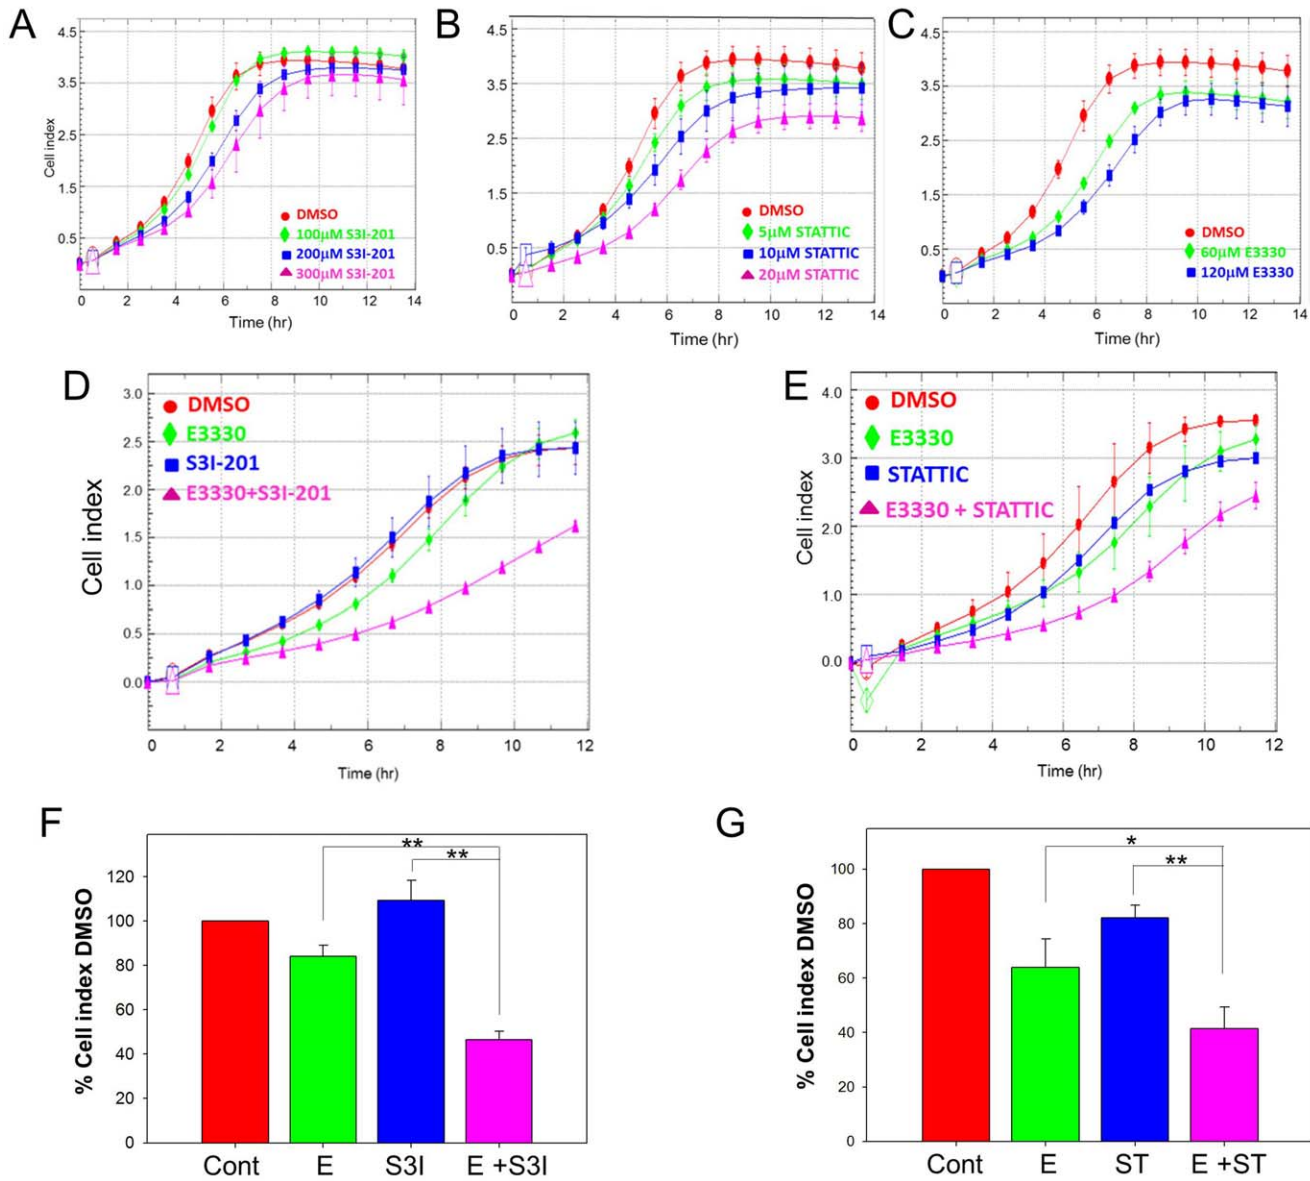 A
4.5
3.5
2.5
1.5
0.5
Cell index
0 2 4 6 8 10 12 14
Time (hr)
DMSO
100µM S3I-201
200µM S3I-201
300µM S3I-201
B
4.5
3.5
2.5
1.5
0.5
0 2 4 6 8 10 12 14
Time (hr)
DMSO
5µM STATTIC
10µM STATTIC
20µM STATTIC
C
4.5
3.5
2.5
1.5
0.5
0 2 4 6 8 10 12 14
Time (hr)
DMSO
60µM E3330
120µM E3330
D
3.0
2.5
2.0
1.5
1.0
0.5
0.0
Cell index
0 2 4 6 8 10 12
Time (hr)
DMSO
E3330
S3I-201
E3330+S3I-201
E
4.0
3.0
2.0
1.0
0.0
Cell index
0 2 4 6 8 10 12
Time (hr)
DMSO
E3330
STATTIC
E3330 + STATTIC
F
% Cell index DMSO
120
100
80
60
40
20
0
**
**
Cont E S3I E +S3I
G
% Cell index DMSO
100
80
60
40
20
0
*
**
Cont E ST E +ST